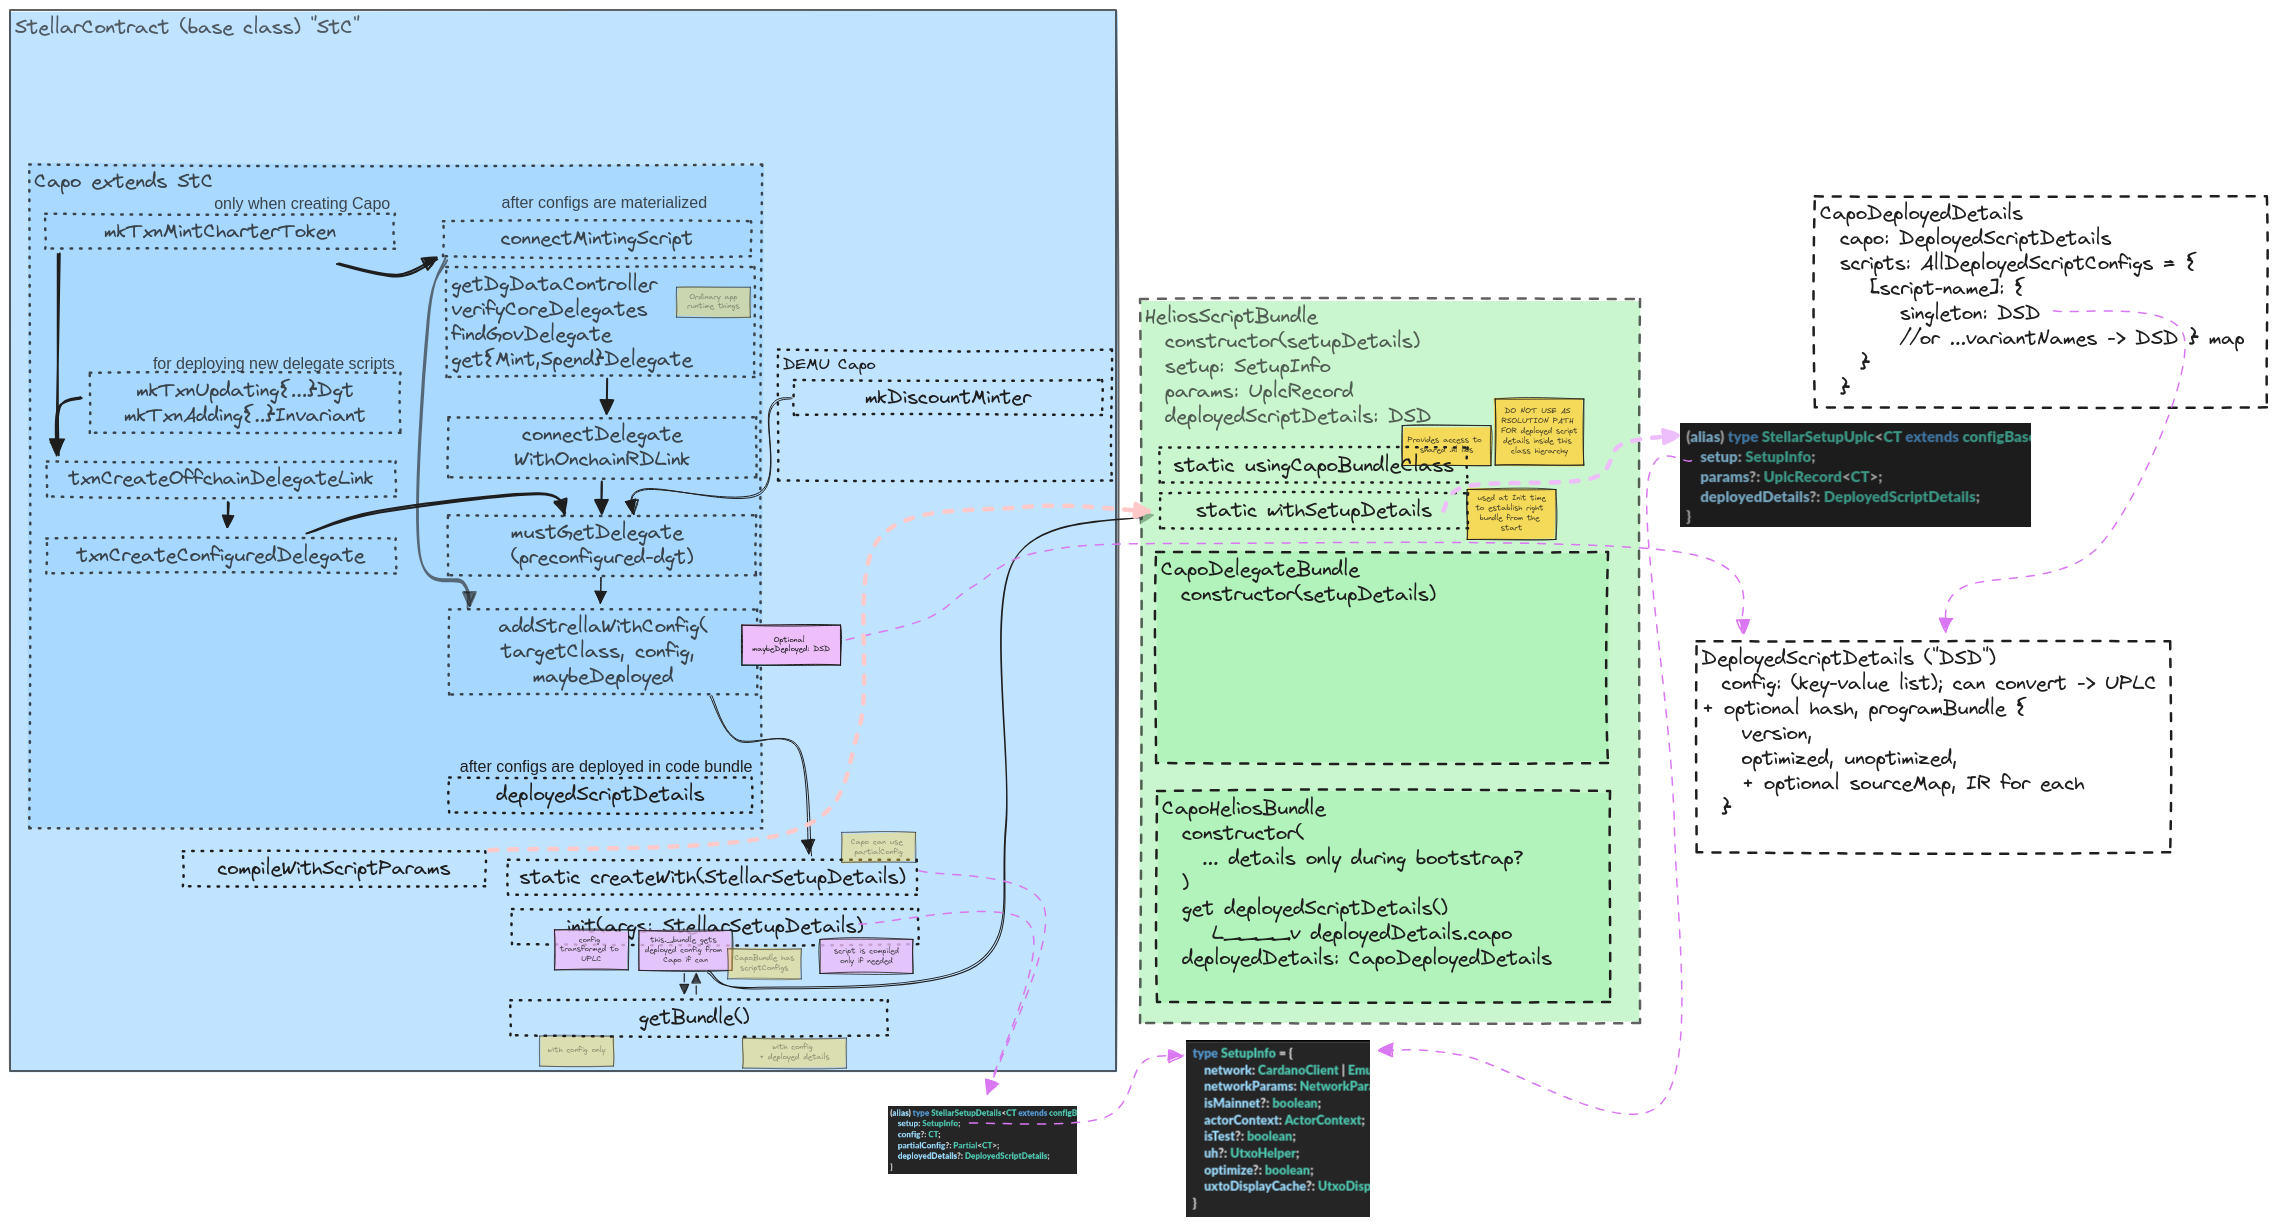 StellarContract (base class) "StC"
Capo extends StC
only when creating Capo
mkTxnMintCharterToken
after configs are materialized
connectMintingScript
getDgDataController
verifyCoreDelegates
findGovDelegate
get{Mint,Spend}Delegate
Ordinary app
runtime things
for deploying new delegate scripts
mkTxnUpdating{...}Dgt
mkTxnAdding{..}Invariant
connectDelegate
WithOnchainRDLink
txnCreateOffchainDelegateLink
txnCreateConfiguredDelegate
mustGetDelegate
(preconfigured-dgt)
addStrellaWithConfig(
targetClass, config,
maybeDeployed
Optional
maybeDeployed: DSD
after configs are deployed in code bundle
deployedScriptDetails
DEMU Capo
mkDiscountMinter
compileWithScriptParams
Capo can use
partialConfig
static createWith(StellarSetupDetails)
init(args: StellarSetupDetails)
config
transformed to
UPLC
this._bundle gets
deployed config from
Capo if can
CapoBundle has
scriptConfigs
script is compiled
only if needed
getBundle()
with config only
with config
+ deployed details
HeliosScriptBundle
constructor(setupDetails)
setup: SetupInfo
params: UplcRecord
deployedScriptDetails: DSD
Provides access to
shared
DO NOT USE AS
RSOLUTION PATH
FOR deployed script
details inside this
class hierarchy
static usingCapoBundleClass
static withSetupDetails
used at Init time
to establish right
bundle from the
start
CapoDelegateBundle
constructor(setupDetails)
CapoHeliosBundle
constructor(
... details only during bootstrap?
)
get deployedScriptDetails()
L_____v deployedDetails.capo
deployedDetails: CapoDeployedDetails
CapoDeployedDetails
capo: DeployedScriptDetails
scripts: AllDeployedScriptConfigs = {
[script-name]: {
singleton: DSD
//or ...variantNames -> DSD } map
}
}
(alias) type StellarSetupUplc<CT extends configBase
setup: SetupInfo;
params?: UplcRecord<CT>;
deployedDetails?: DeployedScriptDetails;
}
DeployedScriptDetails ("DSD")
config: (key-value list); can convert -> UPLC
+ optional hash, programBundle {
version,
optimized, unoptimized,
+ optional sourceMap, IR for each
}
(alias) type StellarSetupDetails<CT extends configB
setup: SetupInfo;
config?: CT;
partialConfig?: Partial<CT>;
deployedDetails?: DeployedScriptDetails;
}
type SetupInfo = {
network: CardanoClient | Emu
networkParams: NetworkPar
isMainnet?: boolean;
actorContext: ActorContext;
isTest?: boolean;
uh?: UtxoHelper;
optimize?: boolean;
uxtoDisplayCache?: UtxoDisp
}